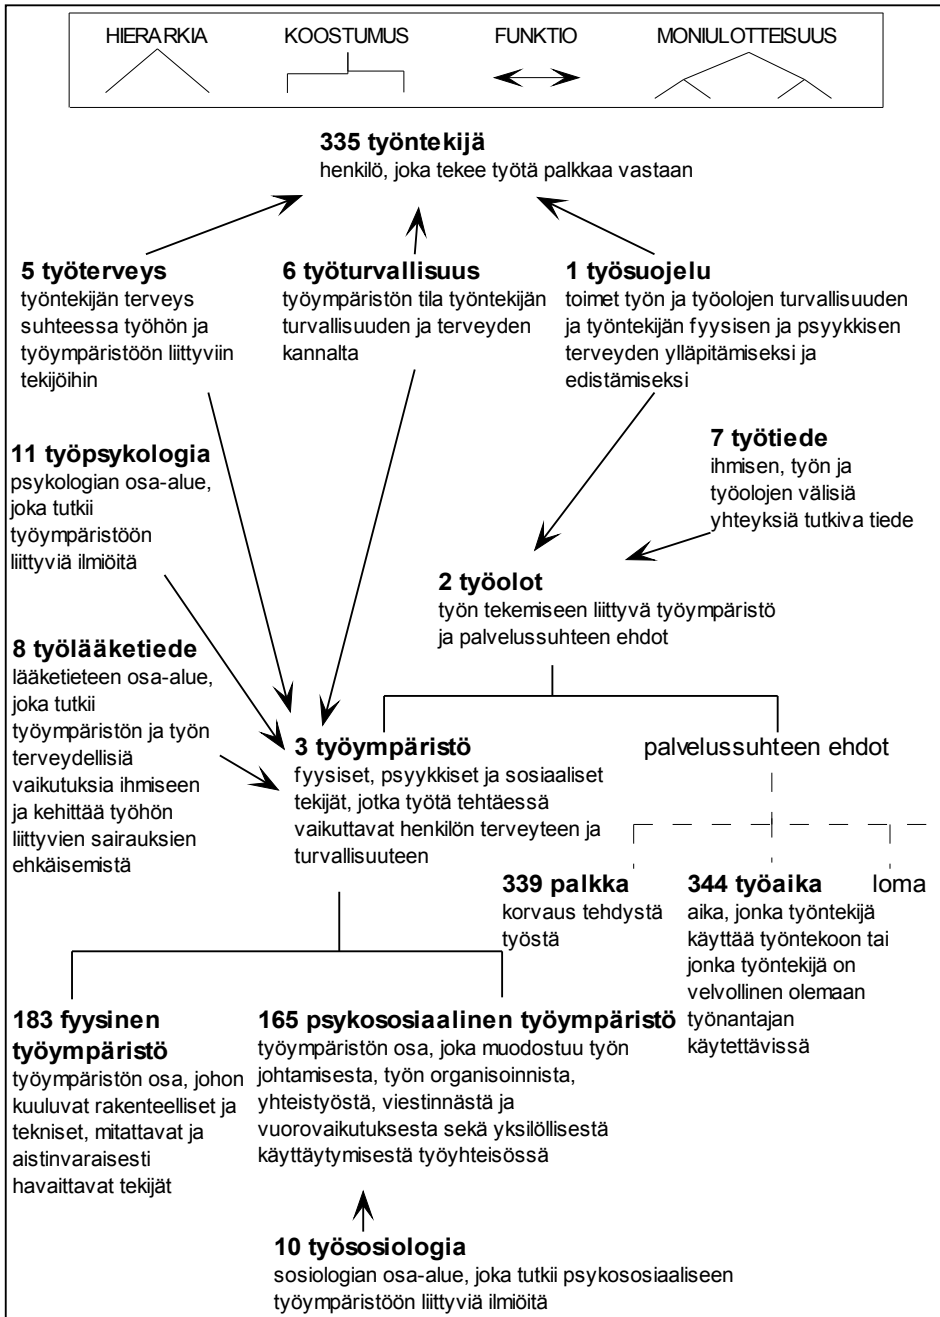 HIERARKIA KOOSTUMUS FUNKTIO MONIULOTTEISUUS
335 työntekijä
henkilö, joka tekee työtä palkkaa vastaan
5 työterveys
työntekijän terveys
suhteessa työhön ja
työympäristöön liittyviin
tekijöihin
6 työturvallisuus
työympäristön tila työntekijän
turvallisuuden ja terveyden
kannalta
1 työsuojelu
toimet työn ja työolojen turvallisuuden
ja työntekijän fyysisen ja psyykkisen
terveyden ylläpitämiseksi ja
edistämiseksi
11 työpsykologia
psykologian osa-alue,
joka tutkii
työympäristöön
liittyviä ilmiöitä
7 työtiede
ihmisen, työn ja
työolojen välisiä
yhteyksiä tutkiva tiede
2 työolot
työn tekemiseen liittyvä työympäristö
ja palvelussuhteen ehdot
8 työlääketiede
lääketieteen osa-alue,
joka tutkii
työympäristön ja työn
terveydellisiä
vaikutuksia ihmiseen
ja kehittää työhön
liittyvien sairauksien
ehkäisemistä
3 työympäristö
fyysiset, psyykkiset ja sosiaaliset
tekijät, jotka työtä tehtäessä
vaikuttavat henkilön terveyteen ja
turvallisuuteen
palvelussuhteen ehdot
339 palkka
korvaus tehdystä
työstä
344 työaika
aika, jonka työntekijä
käyttää työntekoon tai
jonka työntekijä on
velvollinen olemaan
työnantajan
käytettävissä
loma
183 fyysinen
työympäristö
työympäristön osa, johon
kuuluvat rakenteelliset ja
tekniset, mitattavat ja
aistinvaraisesti
havaittavat tekijät
165 psykososiaalinen työympäristö
työympäristön osa, joka muodostuu työn
johtamisesta, työn organisoinnista,
yhteistyöstä, viestinnästä ja
vuorovaikutuksesta sekä yksilöllisestä
käyttäytymisestä työyhteisössä
10 työsosiologia
sosiologian osa-alue, joka tutkii psykososiaaliseen
työympäristöön liittyviä ilmiöitä